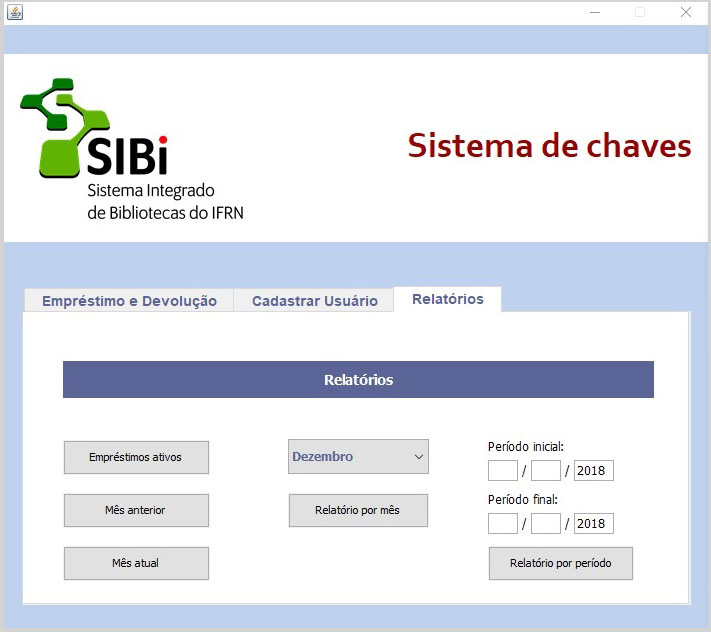 SIBi
Sistema Integrado
de Bibliotecas do IFRN
Sistema de chaves
Empréstimo e Devolução
Cadastrar Usuário
Relatórios
Relatórios
Empréstimos ativos
Mês anterior
Mês atual
Dezembro
Relatório por mês
Período inicial:
/ / 2018
Período final:
/ / 2018
Relatório por período